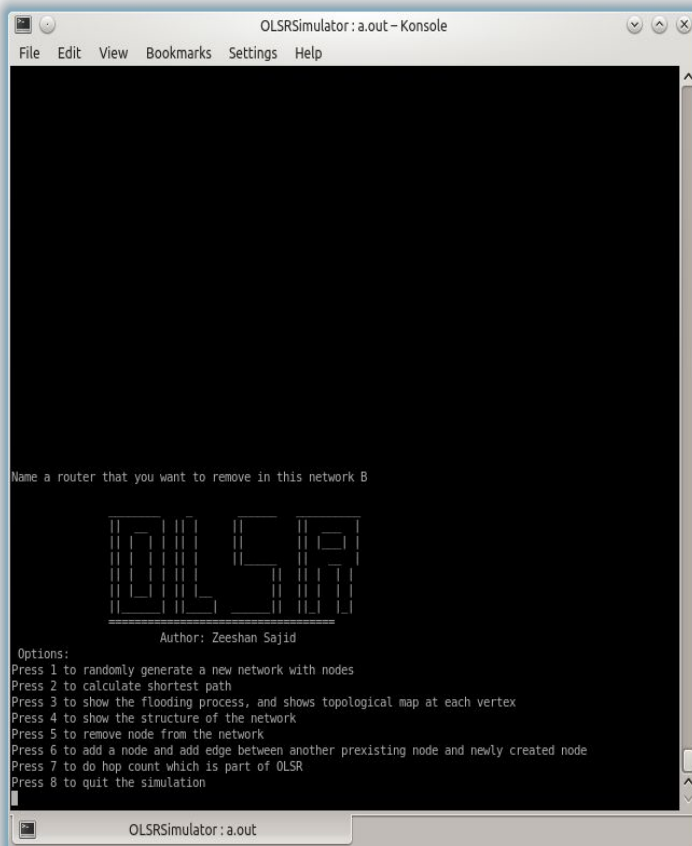 OLSRSimulator : a.out – Konsole
File Edit View Bookmarks Settings Help
Name a router that you want to remove in this network B
OLSR
Author: Zeeshan Sajid
Options:
Press 1 to randomly generate a new network with nodes
Press 2 to calculate shortest path
Press 3 to show the flooding process, and shows topological map at each vertex
Press 4 to show the structure of the network
Press 5 to remove node from the network
Press 6 to add a node and add edge between another prexisting node and newly created node
Press 7 to do hop count which is part of OLSR
Press 8 to quit the simulation
OLSRSimulator : a.out